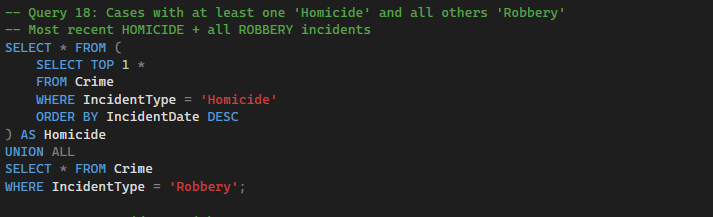 -- Query 18: Cases with at least one 'Homicide' and all others 'Robbery'
-- Most recent HOMICIDE + all ROBBERY incidents
SELECT * FROM (
    SELECT TOP 1 *
    FROM Crime
    WHERE IncidentType = 'Homicide'
    ORDER BY IncidentDate DESC
) AS Homicide
UNION ALL
SELECT * FROM Crime
WHERE IncidentType = 'Robbery';